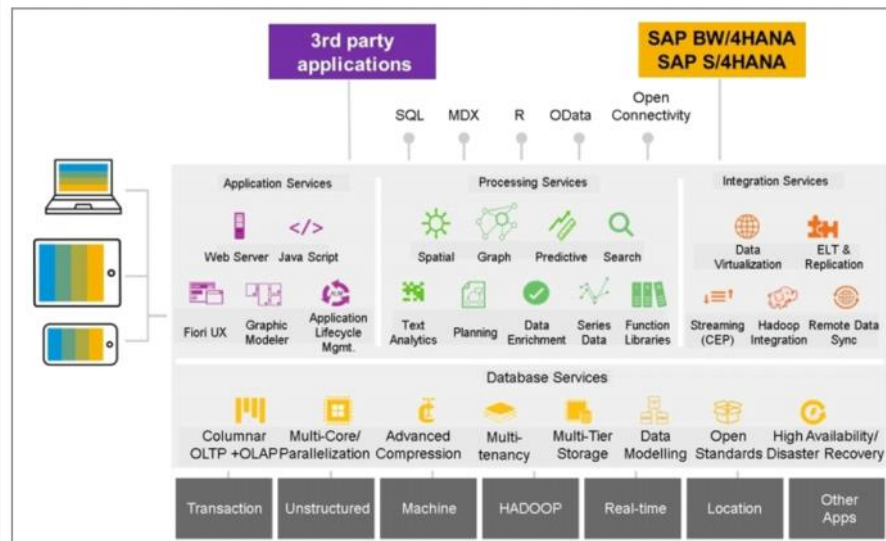 3rd party
applications
SAP BW/4HANA
SAP S/4HANA
SQL
MDX
R
OData
Open
Connectivity
Application Services
Processing Services
Integration Services
Web Server
Java Script
Spatial
Graph
Predictive
Search
Data
Virtualization
ELT &
Replication
Fiori UX
Graphic
Modeler
Application
Lifecycle
Mgmt.
Text
Analytics
Planning
Data
Enrichment
Series
Data
Function
Libraries
Streaming
(CEP)
Hadoop
Integration
Remote Data
Sync
Database Services
Columnar
OLTP +OLAP
Multi-Core/
Parallelization
Advanced
Compression
Multi-
tenancy
Multi-Tier
Storage
Data
Modelling
Open
Standards
High Availability/
Disaster Recovery
Transaction
Unstructured
Machine
HADOOP
Real-time
Location
Other
Apps